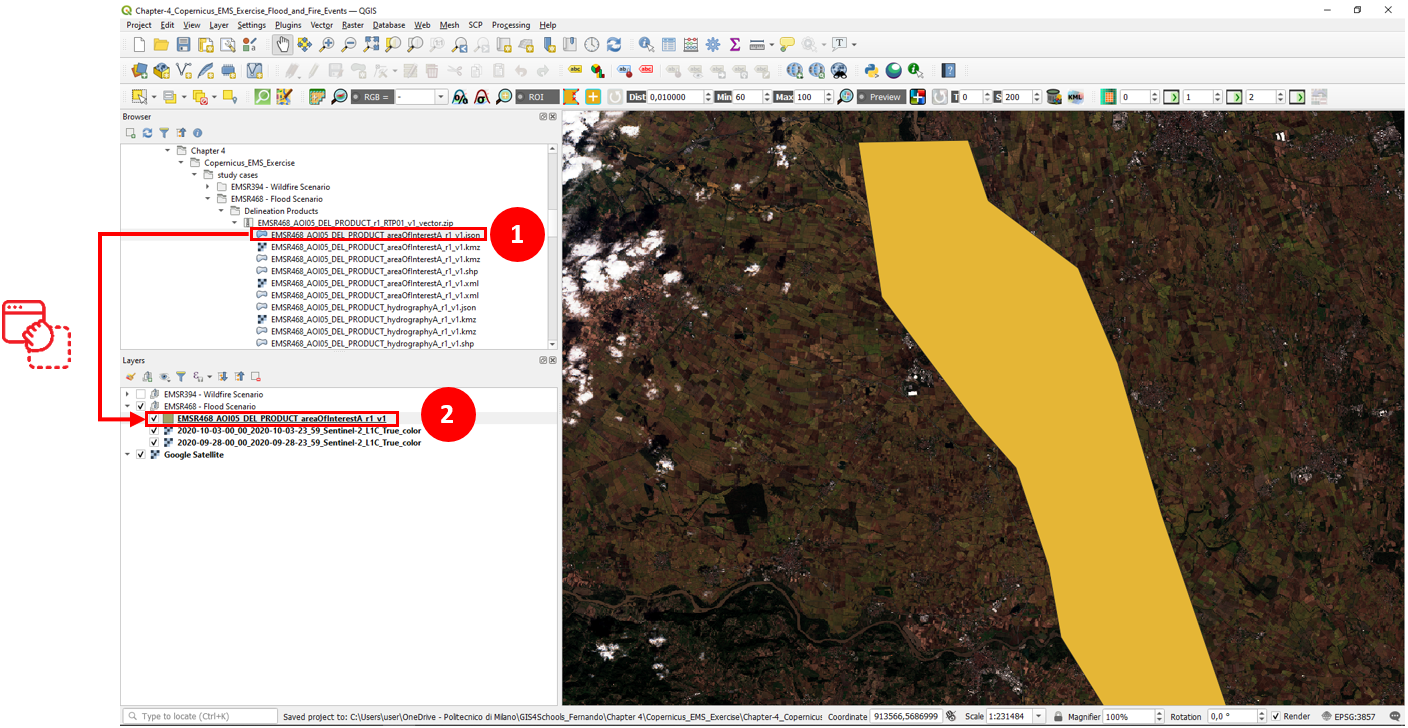 Chapter-4_Copernicus_EMS_Exercise_Flood_and_Fire_Events — QGIS
Project Edit View Layer Settings Plugins Vector Raster Database Web Mesh SCP Processing Help
RGB = - ROI Dist 0,010000 Min 60 Max 100 Preview T 0 S 200 KML 0 1 2
Browser
Chapter 4
Copernicus_EMS_Exercise
study cases
EMSR394 - Wildfire Scenario
EMSR468 - Flood Scenario
Delineation Products
EMSR468_AOI05_DEL_PRODUCT_r1_RTP01_v1_vector.zip
EMSR468_AOI05_DEL_PRODUCT_areaOfInterestA_r1_v1.json
1
EMSR468_AOI05_DEL_PRODUCT_areaOfInterestA_r1_v1.kmz
EMSR468_AOI05_DEL_PRODUCT_areaOfInterestA_r1_v1.kmz
EMSR468_AOI05_DEL_PRODUCT_areaOfInterestA_r1_v1.shp
EMSR468_AOI05_DEL_PRODUCT_areaOfInterestA_r1_v1.xml
EMSR468_AOI05_DEL_PRODUCT_areaOfInterestA_r1_v1.xml
EMSR468_AOI05_DEL_PRODUCT_hydrographyA_r1_v1.json
EMSR468_AOI05_DEL_PRODUCT_hydrographyA_r1_v1.kmz
EMSR468_AOI05_DEL_PRODUCT_hydrographyA_r1_v1.kmz
EMSR468_AOI05_DEL_PRODUCT_hydrographyA_r1_v1.shp
Layers
EMSR394 - Wildfire Scenario
EMSR468 - Flood Scenario
EMSR468_AOI05_DEL_PRODUCT_areaOfInterestA_r1_v1
2
2020-10-03-00_00_2020-10-03-23_59_Sentinel-2_L1C_True_color
2020-09-28-00_00_2020-09-28-23_59_Sentinel-2_L1C_True_color
Google Satellite
Type to locate (Ctrl+K) Saved project to: C:\Users\user\OneDrive - Politecnico di Milano\GIS4Schools_Fernando\Chapter 4\Copernicus_EMS_Exercise\Chapter-4_Copernicus Coordinate 913566,5686999 Scale 1:231484 Magnifier 100% Rotation 0,0 ° Render EPSG:3857